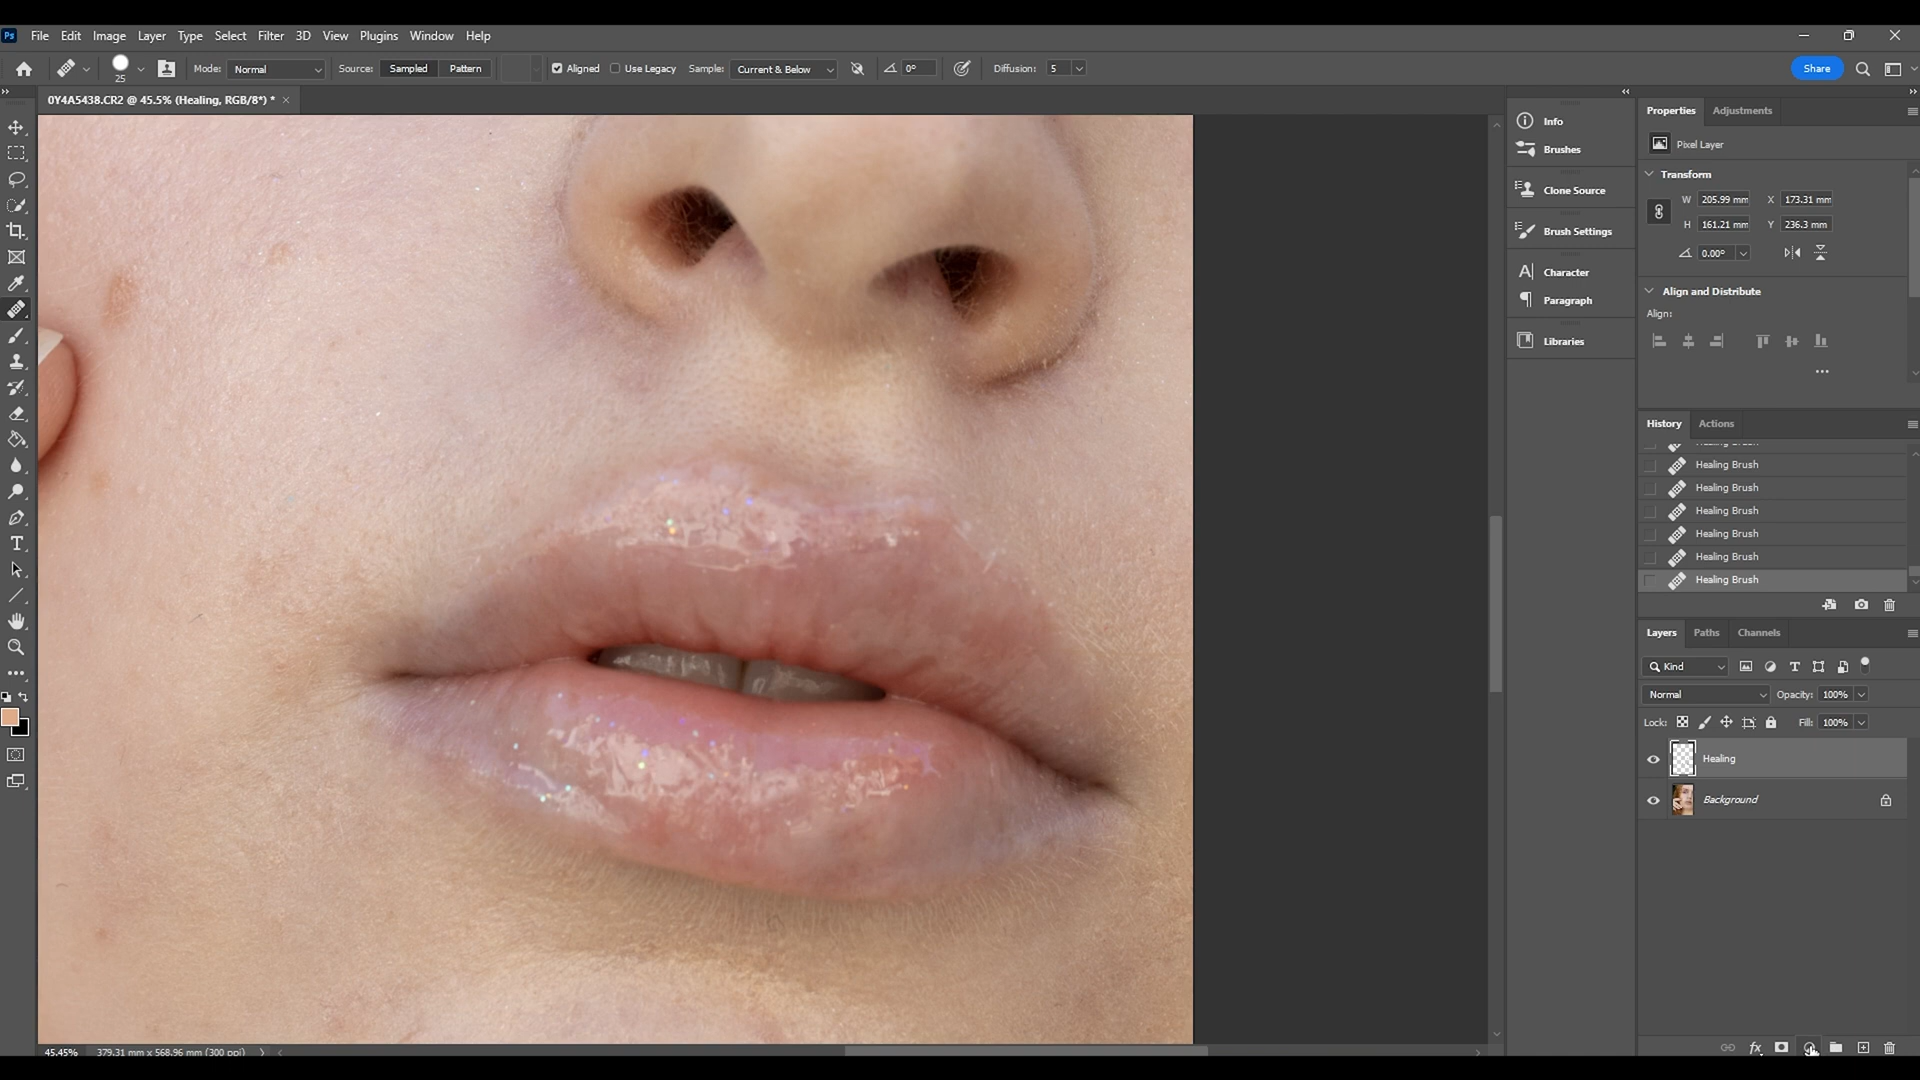 Ps File Edit Image Layer Type Select Filter 3D View Plugins Window Help
25 Mode: Normal Source: Sampled Pattern Aligned Use Legacy Sample: Current & Below 0° Diffusion: 5 Share
0Y4A5438.CR2 @ 45.5% (Healing, RGB/8*) * ×
Info
Brushes
Clone Source
Brush Settings
Character
Paragraph
Libraries
Properties Adjustments
Pixel Layer
Transform
W 205.99 mm X 173.31 mm
H 161.21 mm Y 236.3 mm
0.00°
Align and Distribute
Align:
History Actions
Healing Brush
Healing Brush
Healing Brush
Healing Brush
Healing Brush
Healing Brush
Healing Brush
Layers Paths Channels
Kind
Normal Opacity: 100%
Lock: Fill: 100%
Healing
Background
fx
45.45% 379.31 mm x 568.96 mm (300 ppi)